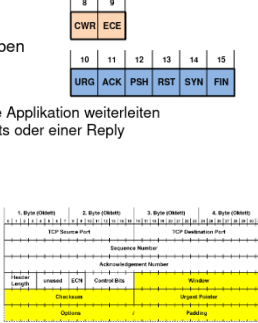 8 9
CWR ECE
ben
10 11 12 13 14 15
URG ACK PSH RST SYN FIN
Applikation weiterleiten
ts oder einer Reply
1. Byte (Oktett) 2. Byte (Oktett) 3. Byte (Oktett) 4. Byte (Oktett)
TCP Source Port TCP Destination Port
Sequence Number
Acknowledgement Number
Header Length unused ECN Control Bits Window
Checksum Urgent Pointer
Options / Padding